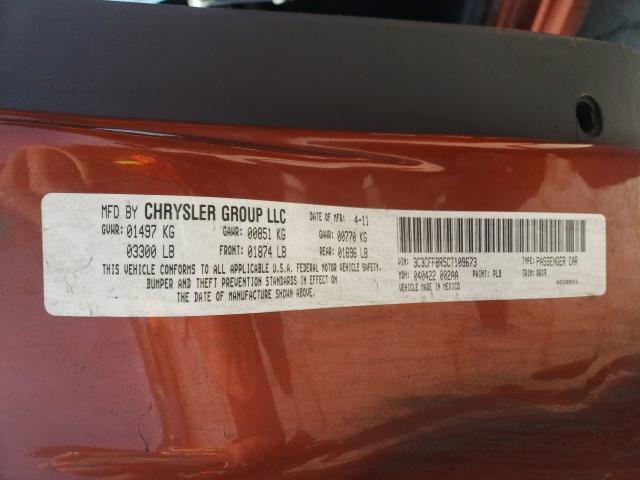 MFD BY CHRYSLER GROUP LLC DATE OF MFR: 4-11
GVWR: 01497 KG GAWR: 00851 KG GAWR: 00770 KG
03300 LB FRONT: 01874 LB REAR: 01696 LB
THIS VEHICLE CONFORMS TO ALL APPLICABLE U.S.A. FEDERAL MOTOR VEHICLE SAFETY,
BUMPER AND THEFT PREVENTION STANDARDS IN EFFECT ON
THE DATE OF MANUFACTURE SHOWN ABOVE.
VIN: 3C3CFFBR5CT109673 TYPE: PASSENGER CAR
MDH: 040422 002AA PAINT: PLB TRIM:
VEHICLE MADE IN MEXICO